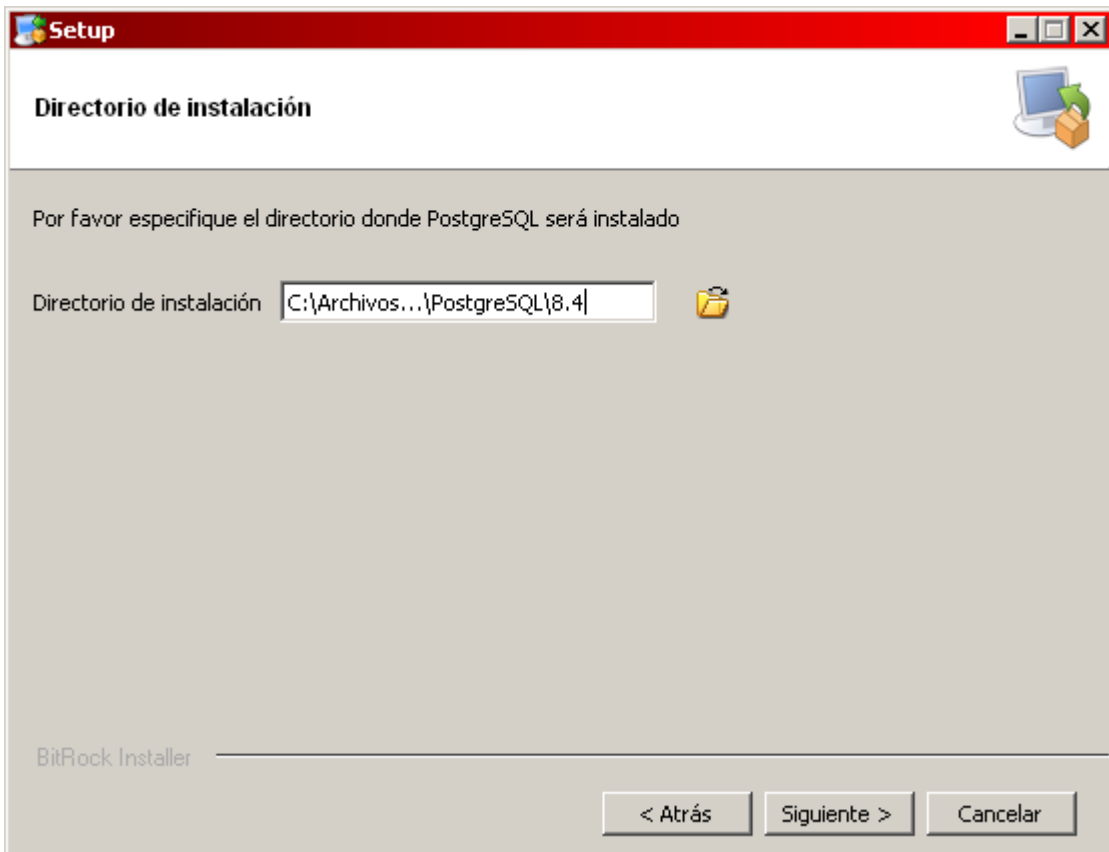 Setup
Directorio de instalación
Por favor especifique el directorio donde PostgreSQL será instalado
Directorio de instalación C:\Archivos...\PostgreSQL\8.4
BitRock Installer
< Atrás Siguiente > Cancelar